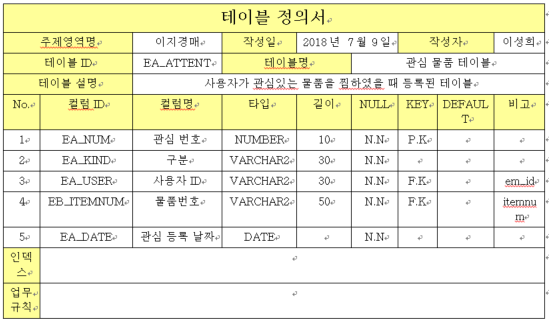 테이블 정의서
주제영역명 이지경매 작성일 2018년 7월 9일 작성자 이성희
테이블 ID EA_ATTENT 테이블명 관심 물품 테이블
테이블 설명 사용자가 관심있는 물품을 찜하였을 때 등록된 테이블
No. 컬럼 ID 컬럼명 타입 길이 NULL KEY DEFAUL 비고
T
1 EA_NUM 관심 번호 NUMBER 10 N.N P.K
2 EA_KIND 구분 VARCHAR2 30 N.N
3 EA_USER 사용자 ID VARCHAR2 30 N.N F.K em_id
4 EB_ITEMNUM 물품번호 VARCHAR2 50 N.N F.K itemnu
m
5 EA_DATE 관심 등록 날짜 DATE N.N
인덱
스
업무
규칙